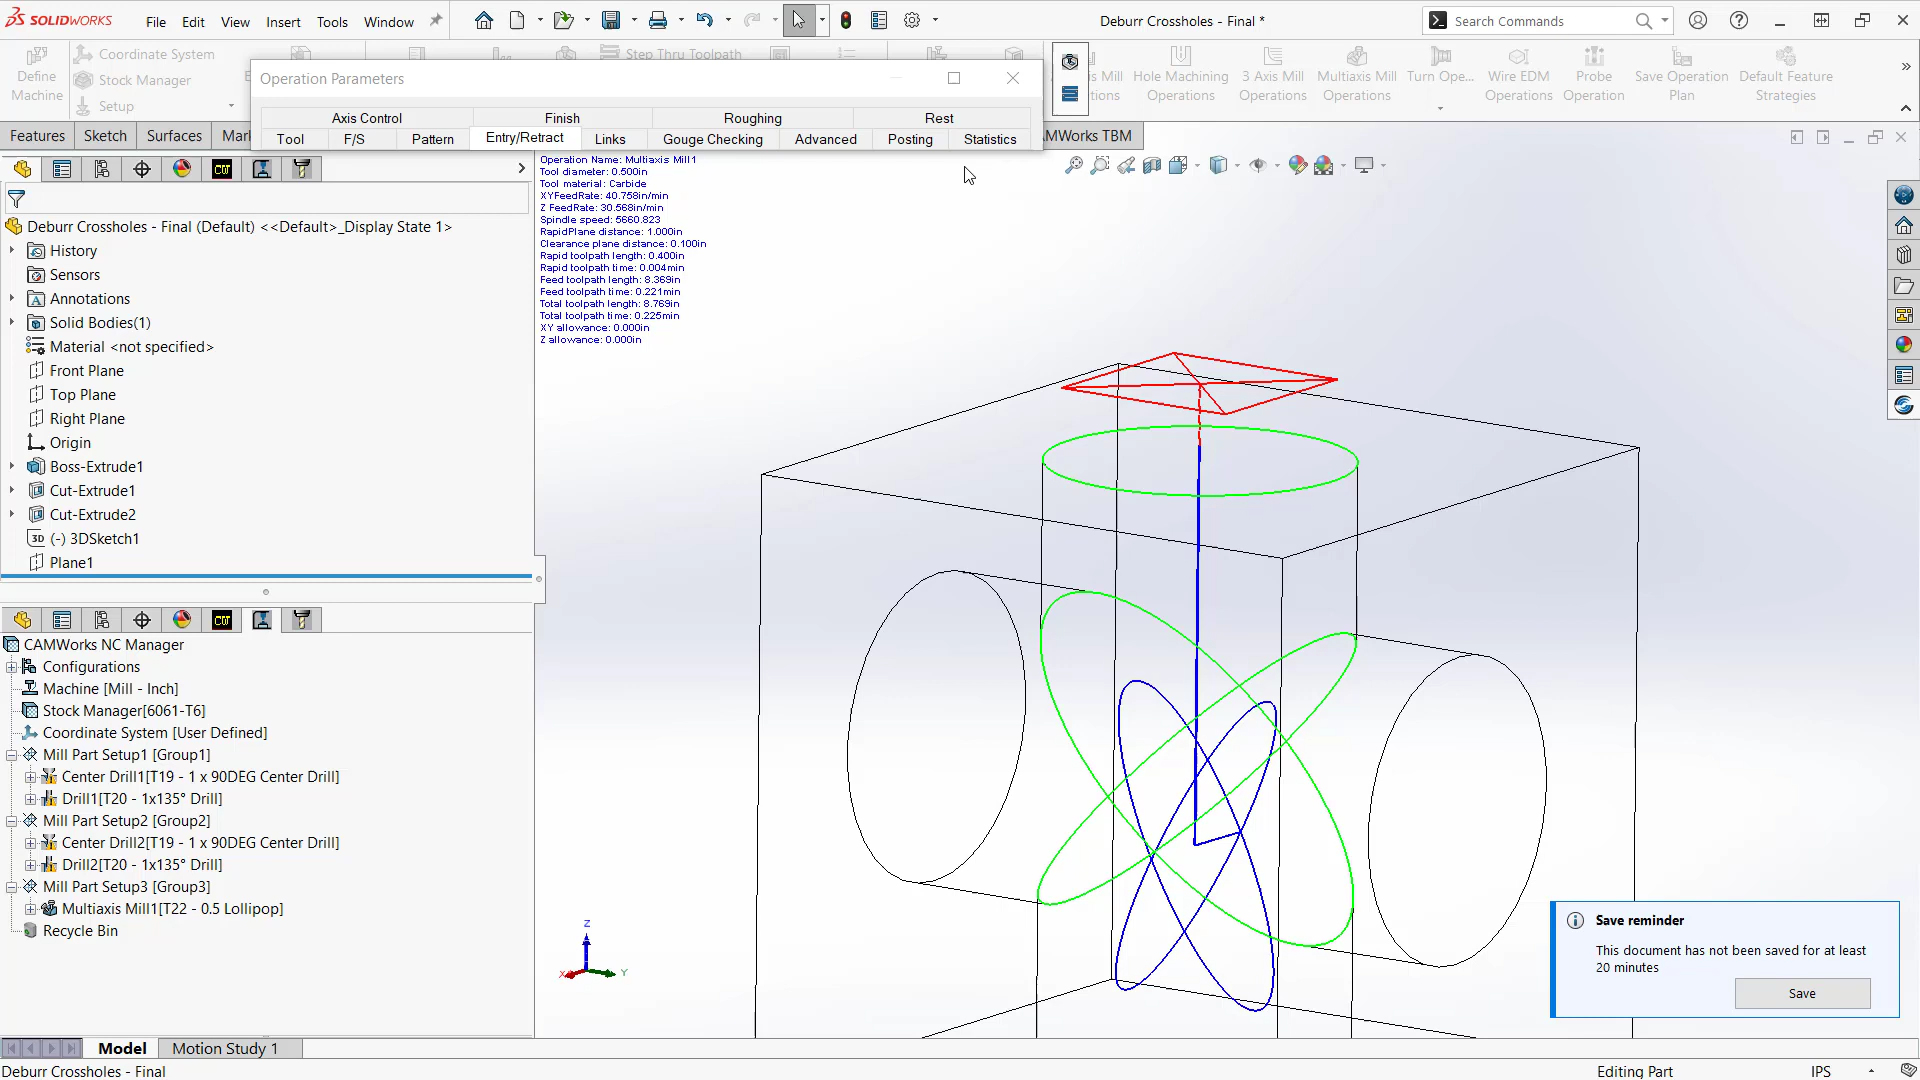 SOLIDWORKS File Edit View Insert Tools Window
Deburr Crossholes - Final *
Search Commands
Define Machine
Coordinate System
Stock Manager
Setup
Step Thru Toolpath
Hole Machining Operations
3 Axis Mill Operations
Multiaxis Mill Operations
Turn Ope...
Wire EDM Operations
Probe Operation
Save Operation Plan
Default Feature Strategies
Operation Parameters
Axis Control Finish Roughing Rest
Tool F/S Pattern Entry/Retract Links Gouge Checking Advanced Posting Statistics
Features Sketch Surfaces
AMWorks TBM
Operation Name: Multiaxis Mill1
Tool diameter: 0.500in
Tool material: Carbide
XYFeedRate: 40.758in/min
Z FeedRate: 30.568in/min
Spindle speed: 5660.823
RapidPlane distance: 1.000in
Clearance plane distance: 0.100in
Rapid toolpath length: 0.400in
Rapid toolpath time: 0.004min
Feed toolpath length: 8.369in
Feed toolpath time: 0.221min
Total toolpath length: 8.769in
Total toolpath time: 0.225min
XY allowance: 0.000in
Z allowance: 0.000in
Deburr Crossholes - Final (Default) <<Default>_Display State 1>
History
Sensors
Annotations
Solid Bodies(1)
Material <not specified>
Front Plane
Top Plane
Right Plane
Origin
Boss-Extrude1
Cut-Extrude1
Cut-Extrude2
3D (-) 3DSketch1
Plane1
CAMWorks NC Manager
Configurations
Machine [Mill - Inch]
Stock Manager[6061-T6]
Coordinate System [User Defined]
Mill Part Setup1 [Group1]
Center Drill1[T19 - 1 x 90DEG Center Drill]
Drill1[T20 - 1x135° Drill]
Mill Part Setup2 [Group2]
Center Drill2[T19 - 1 x 90DEG Center Drill]
Drill2[T20 - 1x135° Drill]
Mill Part Setup3 [Group3]
Multiaxis Mill1[T22 - 0.5 Lollipop]
Recycle Bin
Z
X
Y
Save reminder
This document has not been saved for at least
20 minutes
Save
Model Motion Study 1
Deburr Crossholes - Final
Editing Part
IPS